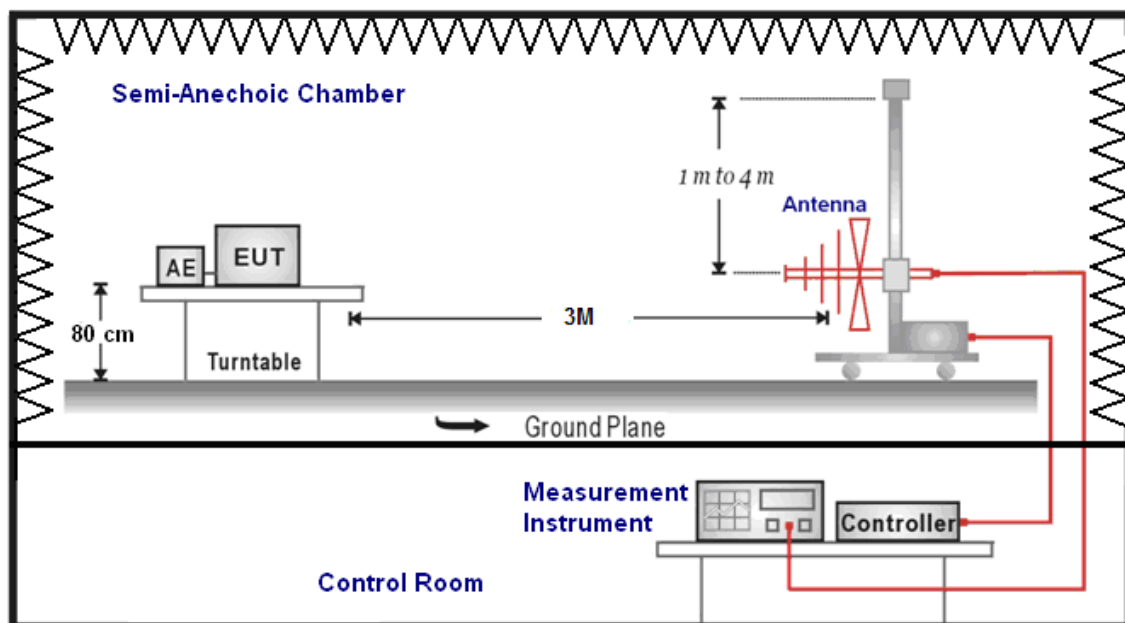 Semi-Anechoic Chamber
1 m to 4 m
Antenna
AE
EUT
80 cm
3M
Turntable
Ground Plane
Measurement
Instrument
Controller
Control Room